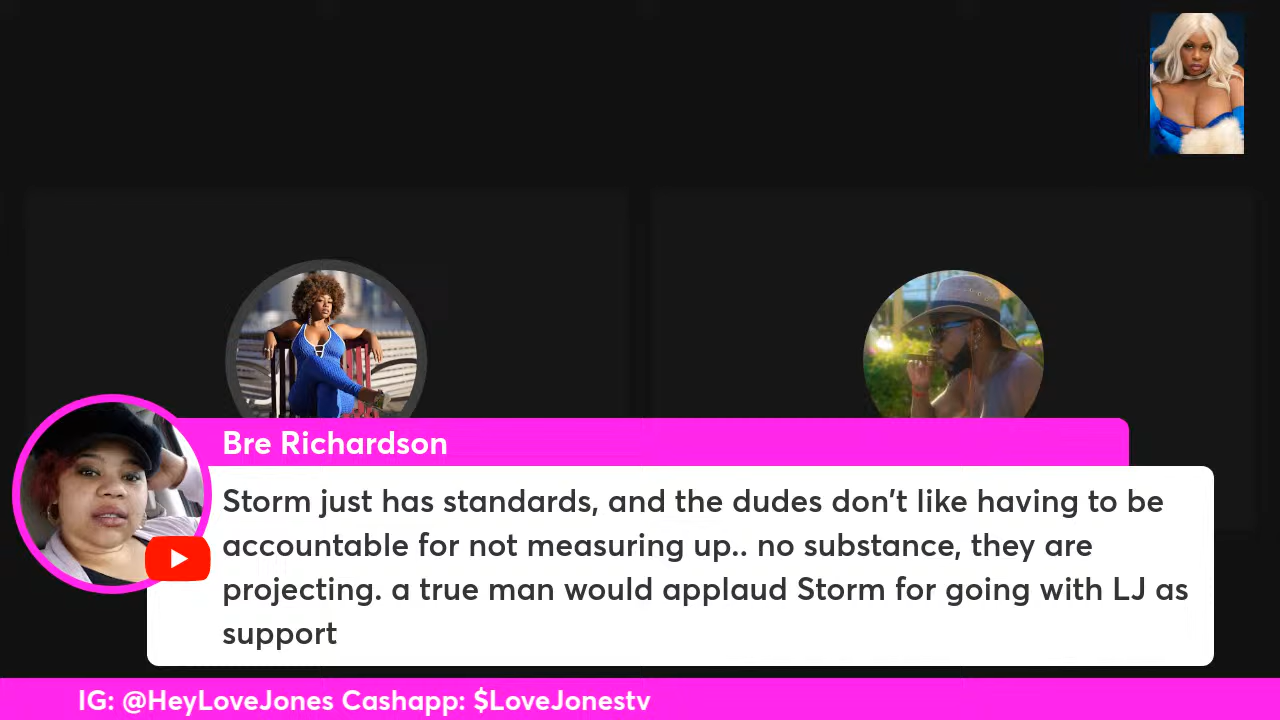 Bre Richardson
Storm just has standards, and the dudes don't like having to be
accountable for not measuring up.. no substance, they are
projecting. a true man would applaud Storm for going with LJ as
support
IG: @HeyLoveJones Cashapp: $LoveJonestv